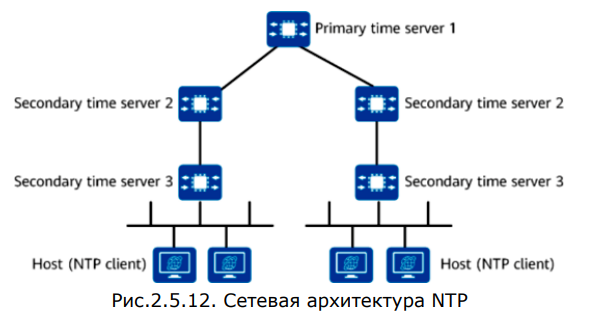 Primary time server 1
Secondary time server 2
Secondary time server 2
Secondary time server 3
Secondary time server 3
Host (NTP client)
Host (NTP client)
Рис.2.5.12. Сетевая архитектура NTP